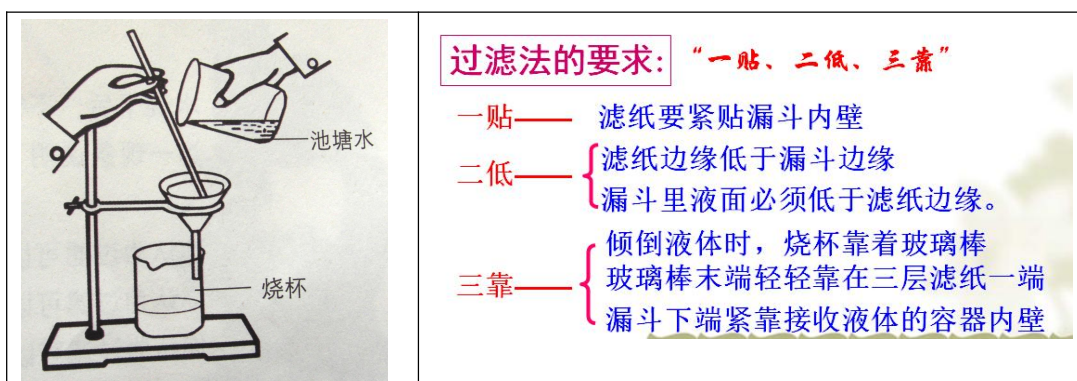 池塘水
烧杯
过滤法的要求:
“一贴、二低、三靠”
一贴—— 滤纸要紧贴漏斗内壁
二低——
滤纸边缘低于漏斗边缘
漏斗里液面必须低于滤纸边缘。
三靠——
倾倒液体时，烧杯靠着玻璃棒
玻璃棒末端轻轻靠在三层滤纸一端
漏斗下端紧靠接收液体的容器内壁